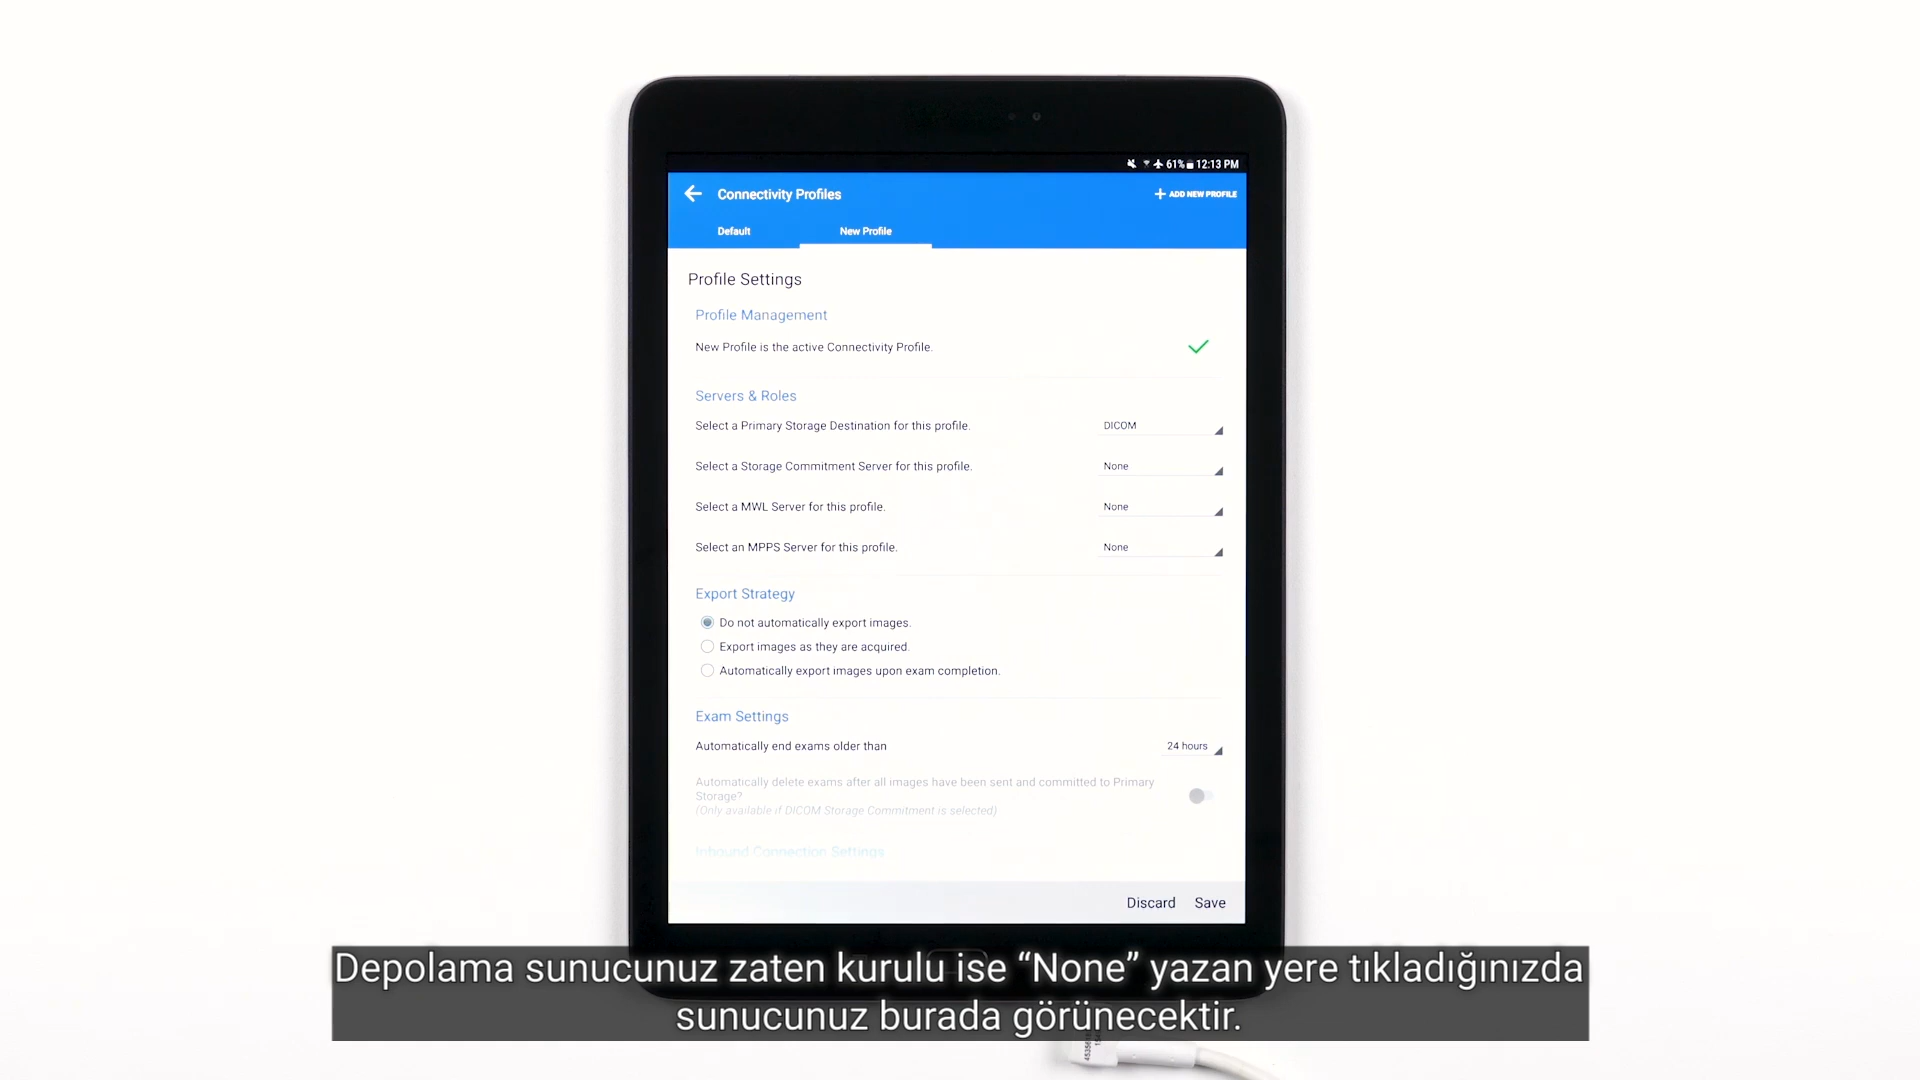 61% 12:13 PM
Connectivity Profiles
+ ADD NEW PROFILE
Default
New Profile
Profile Settings
Profile Management
New Profile is the active Connectivity Profile.
Servers & Roles
Select a Primary Storage Destination for this profile.
DICOM
Select a Storage Commitment Server for this profile.
None
Select a MWL Server for this profile.
None
Select an MPPS Server for this profile.
None
Export Strategy
Do not automatically export images.
Export images as they are acquired.
Automatically export images upon exam completion.
Exam Settings
Automatically end exams older than
24 hours
Automatically delete exams after all images have been sent and committed to Primary
Storage?
(Only available if DICOM Storage Commitment is selected)
Inbound Connection Settings
Discard
Save
Depolama sunucunuz zaten kurulu ise “None” yazan yere tıkladığınızda
sunucunuz burada görünecektir.